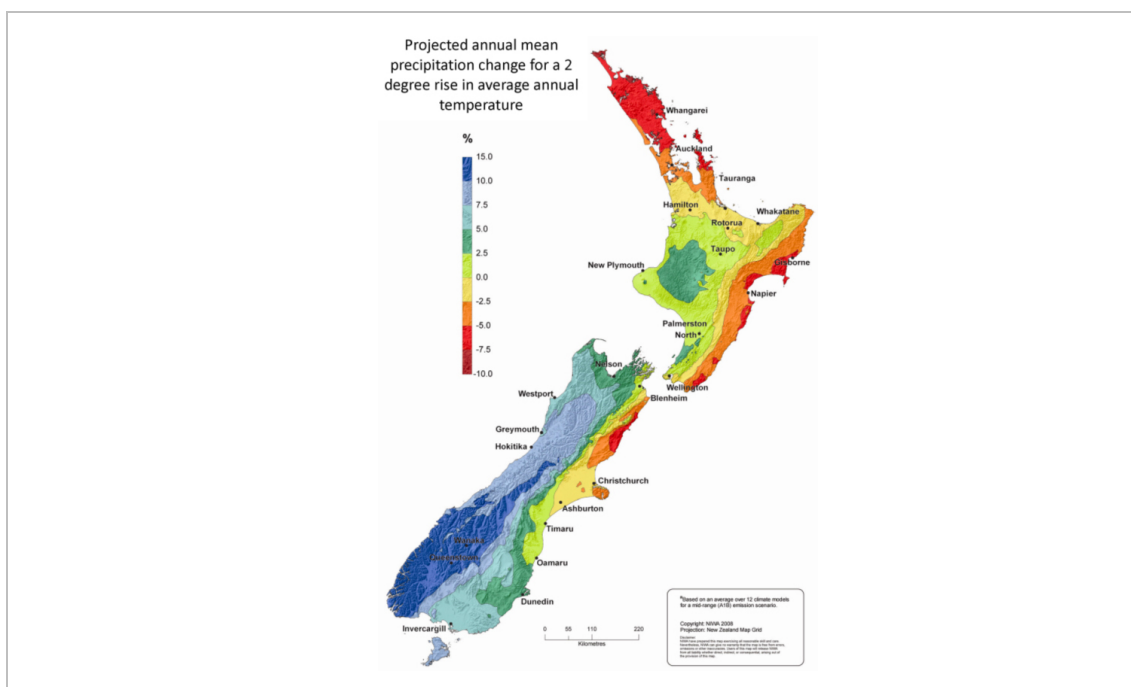 Projected annual mean
precipitation change for a 2
degree rise in average annual
temperature
%
15.0
10.0
7.5
5.0
2.5
0.0
-2.5
-5.0
-7.5
-10.0
Whangarei
Auckland
Tauranga
Hamilton
Whakatane
Rotorua
Taupo
New Plymouth
Gisborne
Napier
Palmerston
North
Nelson
Wellington
Blenheim
Westport
Greymouth
Hokitika
Christchurch
Ashburton
Timaru
Oamaru
Dunedin
Invercargill
0 55 110 220
Kilometres
*Based on an average over 12 climate models
for a mid-range (A1B) emission scenario.
Copyright: NIWA 2008
Projection: New Zealand Map Grid